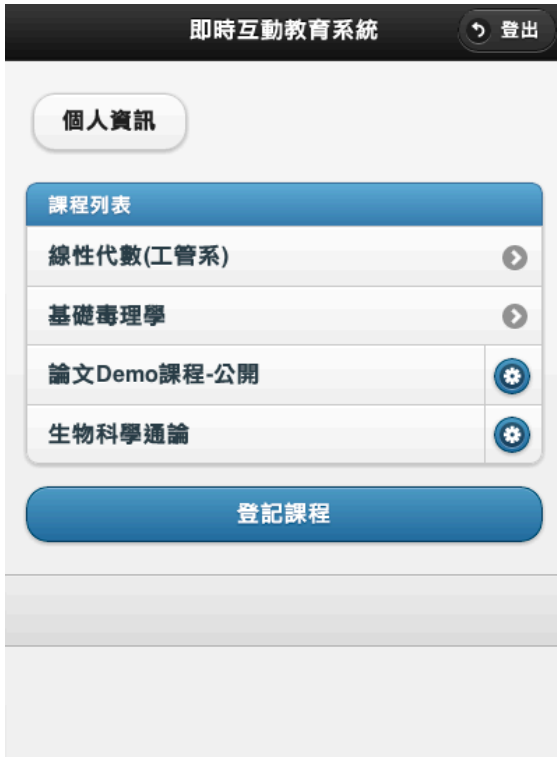 即時互動教育系統
登出
個人資訊
課程列表
線性代數(工管系)
基礎毒理學
論文Demo課程-公開
生物科學通論
登記課程